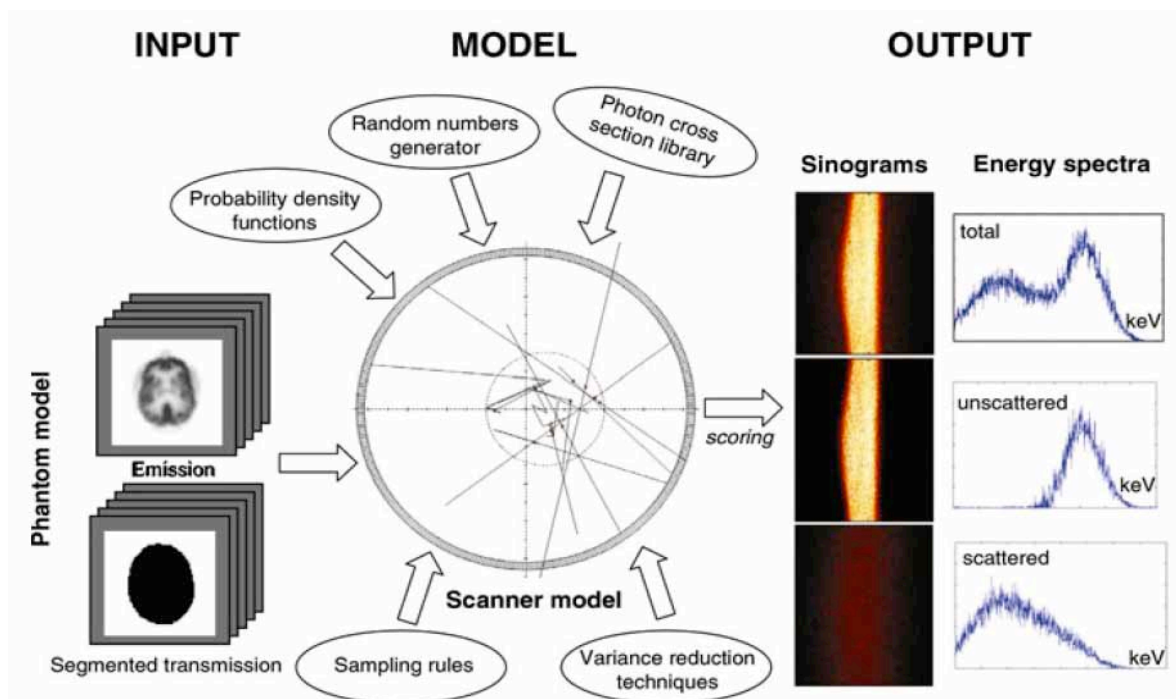 INPUT
MODEL
OUTPUT
Random numbers
generator
Photon cross
section library
Probability density
functions
Sinograms
Energy spectra
total
keV
Phantom model
Emission
scoring
unscattered
keV
Scanner model
scattered
keV
Segmented transmission
Sampling rules
Variance reduction
techniques